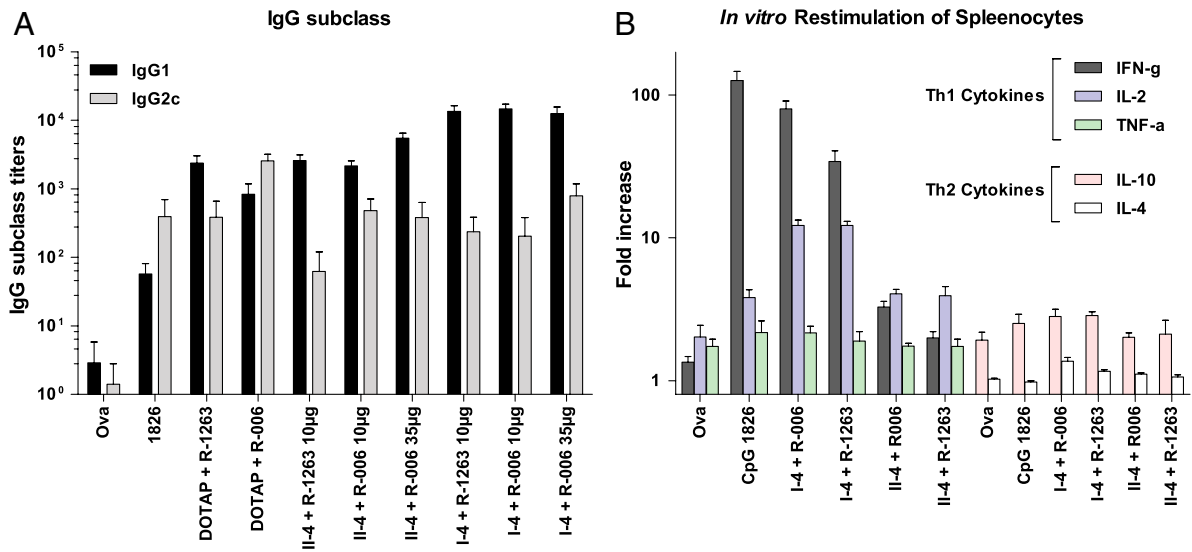 A
IgG subclass
IgG subclass titers
10^5
10^4
10^3
10^2
10^1
10^0
IgG1
IgG2c
Ova
1826
DOTAP + R-1263
DOTAP + R-006
II-4 + R-1263 10µg
II-4 + R-006 10µg
II-4 + R-006 35µg
I-4 + R-1263 10µg
I-4 + R-006 10µg
I-4 + R-006 35µg
B
In vitro Restimulation of Spleenocytes
Fold increase
100
10
1
Th1 Cytokines
IFN-g
IL-2
TNF-a
Th2 Cytokines
IL-10
IL-4
Ova
CpG 1826
I-4 + R-006
I-4 + R-1263
II-4 + R006
II-4 + R-1263
Ova
CpG 1826
I-4 + R-006
I-4 + R-1263
II-4 + R006
II-4 + R-1263